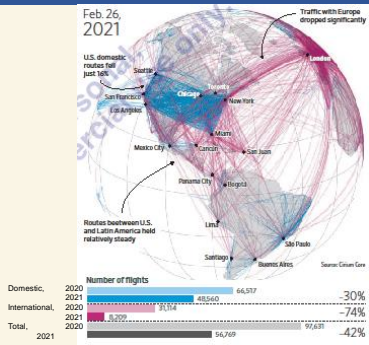 Feb. 26,
2021
Traffic with Europe
dropped significantly
U.S. domestic
routes fell
just 16%
Seattle
London
Toronto
Chicago
San Francisco
New York
Los Angeles
Miami
Mexico City
Cancún
San Juan
Panama City
Bogotá
Routes beetween U.S.
and Latin America held
relatively steady
Lima
São Paulo
Santiago
Buenos Aires
Source: Cirium Core
Number of flights
Domestic, 2020 66,517
2021 48,560 -30%
International, 2020 31,114
2021 8,209 -74%
Total, 2020 97,631
2021 56,769 -42%